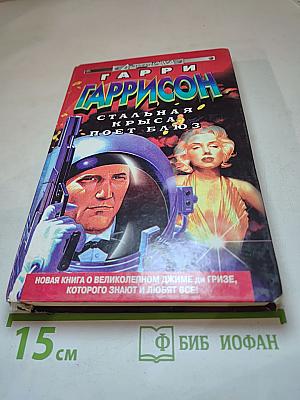 ГАРРИ
ГАРРИСОН
СТАЛЬНАЯ
КРЫСА
ПОЕТ БЛЮЗ
НОВАЯ КНИГА О ВЕЛИКОЛЕПНОМ ДЖИМЕ ди ГРИЗЕ,
КОТОРОГО ЗНАЮТ И ЛЮБЯТ ВСЕ!
15 см
Ф БИБ ИОФАН